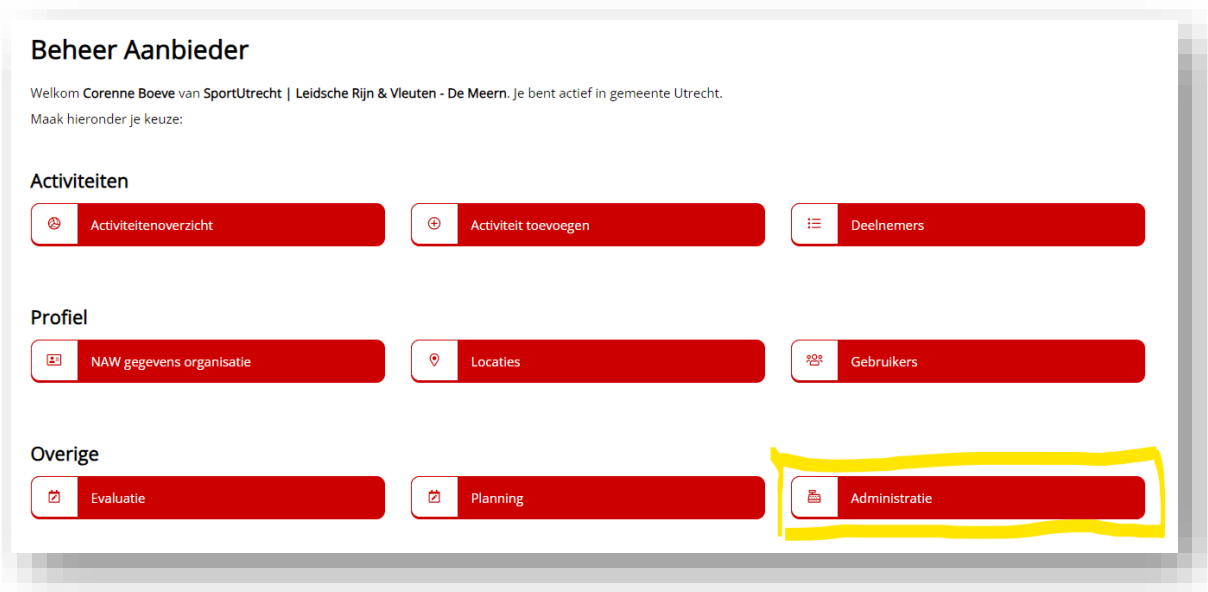 Beheer Aanbieder
Welkom Corenne Boeve van SportUtrecht | Leidsche Rijn & Vleuten - De Meern. Je bent actief in gemeente Utrecht.
Maak hieronder je keuze:
Activiteiten
Activiteitenoverzicht
Activiteit toevoegen
Deelnemers
Profiel
NAW gegevens organisatie
Locaties
Gebruikers
Overige
Evaluatie
Planning
Administratie